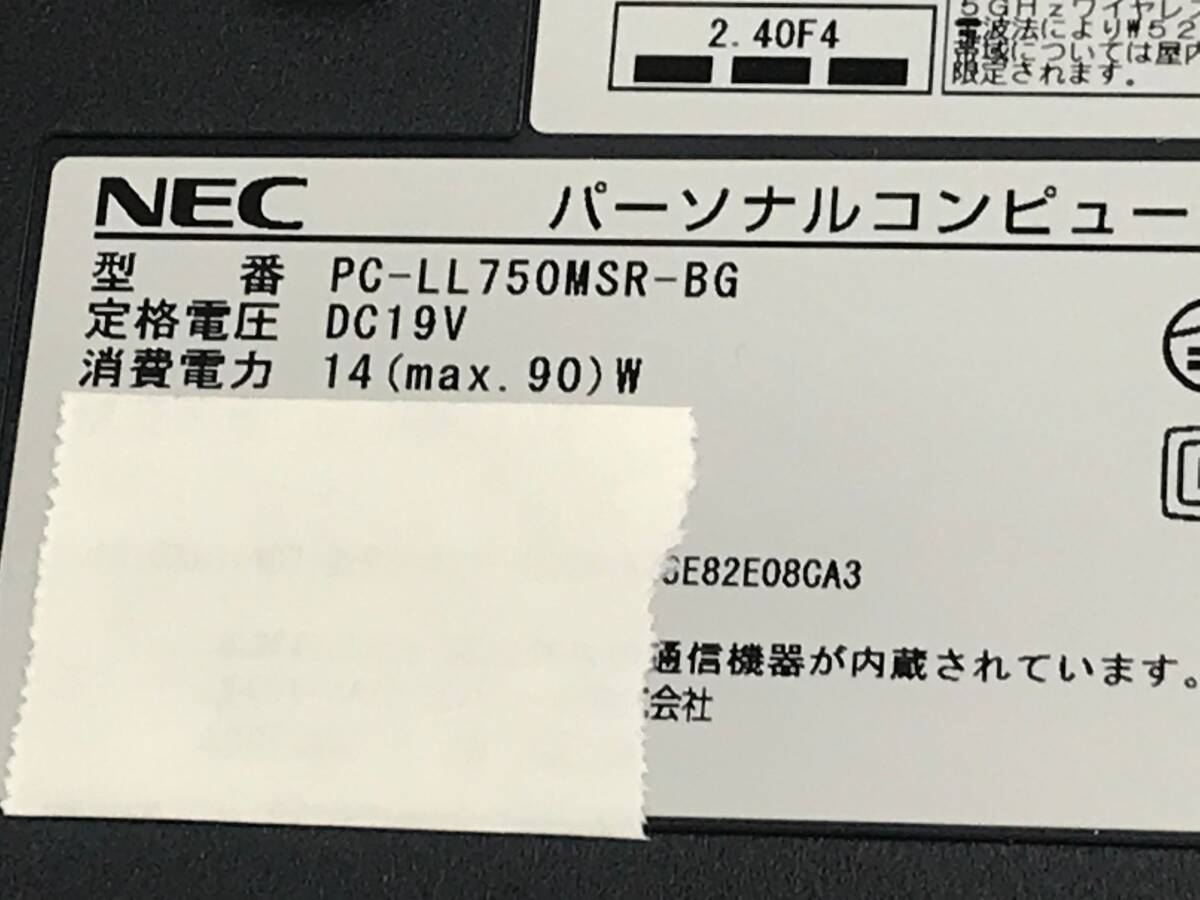 2.40F4
5GHzワイヤレス
電波法によりW52
帯域については屋内
限定されます。
NEC パーソナルコンピュー
型 番 PC-LL750MSR-BG
定格電圧 DC19V
消費電力 14(max.90)W
E82E08CA3
通信機器が内蔵されています。
会社